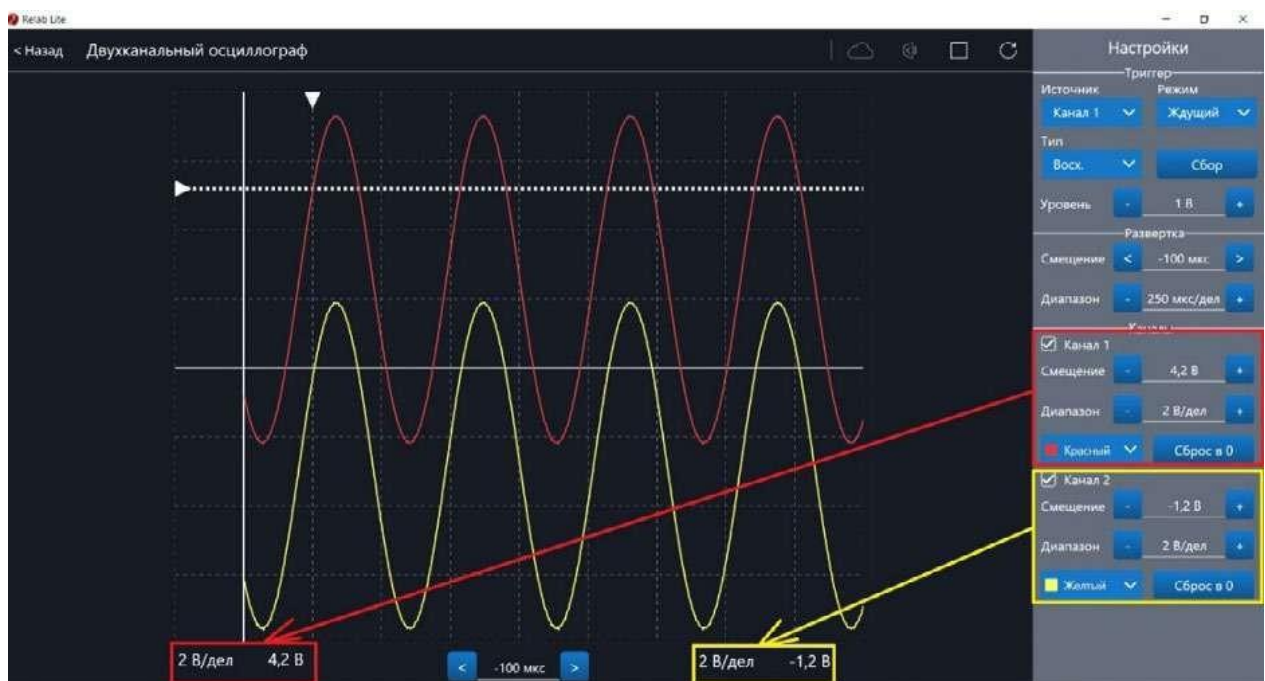 Relab Lite
< Назад Двухканальный осциллограф
Настройки
Триггер
Источник Режим
Канал 1 Ждущий
Тип
Восх. Сбор
Уровень - 1 В +
Развертка
Смещение < -100 мкс >
Диапазон - 250 мкс/дел +
Каналы
Канал 1
Смещение - 4,2 В +
Диапазон - 2 В/дел +
Красный Сброс в 0
Канал 2
Смещение - -1,2 В +
Диапазон - 2 В/дел +
Желтый Сброс в 0
2 В/дел 4,2 В < -100 мкс > 2 В/дел -1,2 В